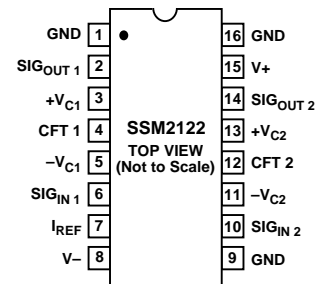 GND 1 16 GND
SIGOUT 1 2 15 V+
+VC1 3 14 SIGOUT 2
CFT 1 4 SSM2122 13 +VC2
TOP VIEW
–VC1 5 (Not to Scale) 12 CFT 2
SIGIN 1 6 11 –VC2
IREF 7 10 SIGIN 2
V– 8 9 GND